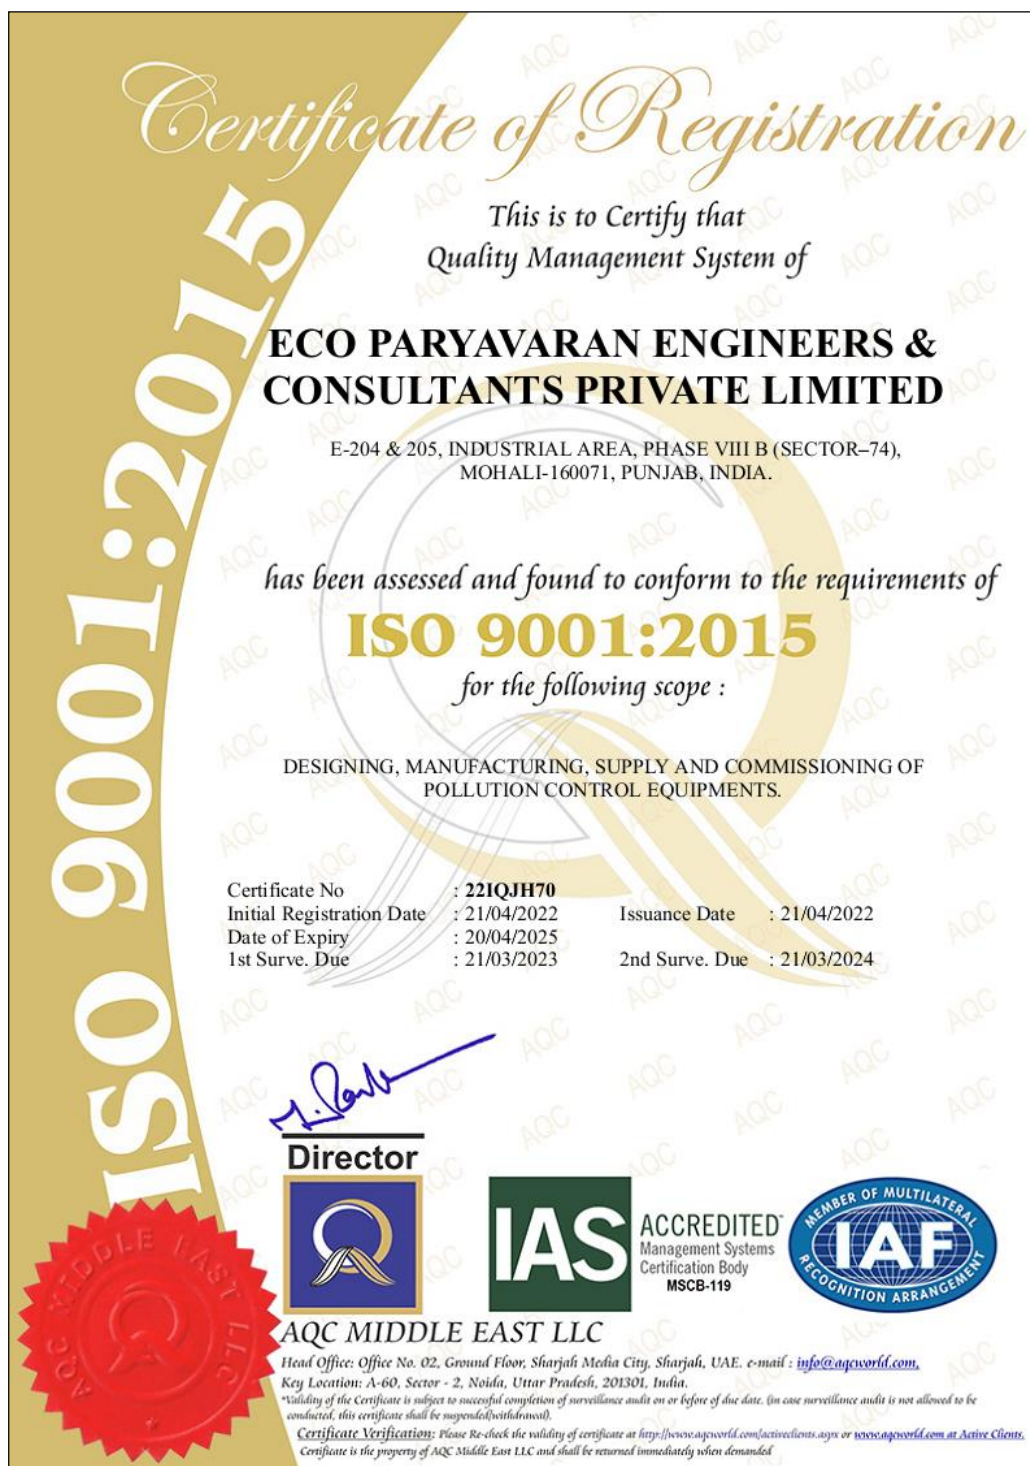 Certificate of Registration
This is to Certify that
Quality Management System of
ECO PARYAVARAN ENGINEERS &
CONSULTANTS PRIVATE LIMITED
E-204 & 205, INDUSTRIAL AREA, PHASE VIII B (SECTOR–74),
MOHALI-160071, PUNJAB, INDIA.
has been assessed and found to conform to the requirements of
ISO 9001:2015
for the following scope :
DESIGNING, MANUFACTURING, SUPPLY AND COMMISSIONING OF
POLLUTION CONTROL EQUIPMENTS.
Certificate No : 22IQJH70
Initial Registration Date : 21/04/2022 Issuance Date : 21/04/2022
Date of Expiry : 20/04/2025
1st Surve. Due : 21/03/2023 2nd Surve. Due : 21/03/2024
ISO 9001:2015
Director
AQC MIDDLE EAST LLC
IAS
ACCREDITED
Management Systems
Certification Body
MSCB-119
MEMBER OF MULTILATERAL
IAF
RECOGNITION ARRANGEMENT
AQC MIDDLE EAST LLC
Head Office: Office No. 02, Ground Floor, Sharjah Media City, Sharjah, UAE. e-mail : info@aqcworld.com,
Key Location: A-60, Sector - 2, Noida, Uttar Pradesh, 201301, India.
*Validity of the Certificate is subject to successful completion of surveillance audit on or before of due date. (in case surveillance audit is not allowed to be
conducted, this certificate shall be suspended/withdrawal).
Certificate Verification: Please Re-check the validity of certificate at http://www.aqcworld.com/activeclients.aspx or www.aqcworld.com at Active Clients.
Certificate is the property of AQC Middle East LLC and shall be returned immediately when demanded